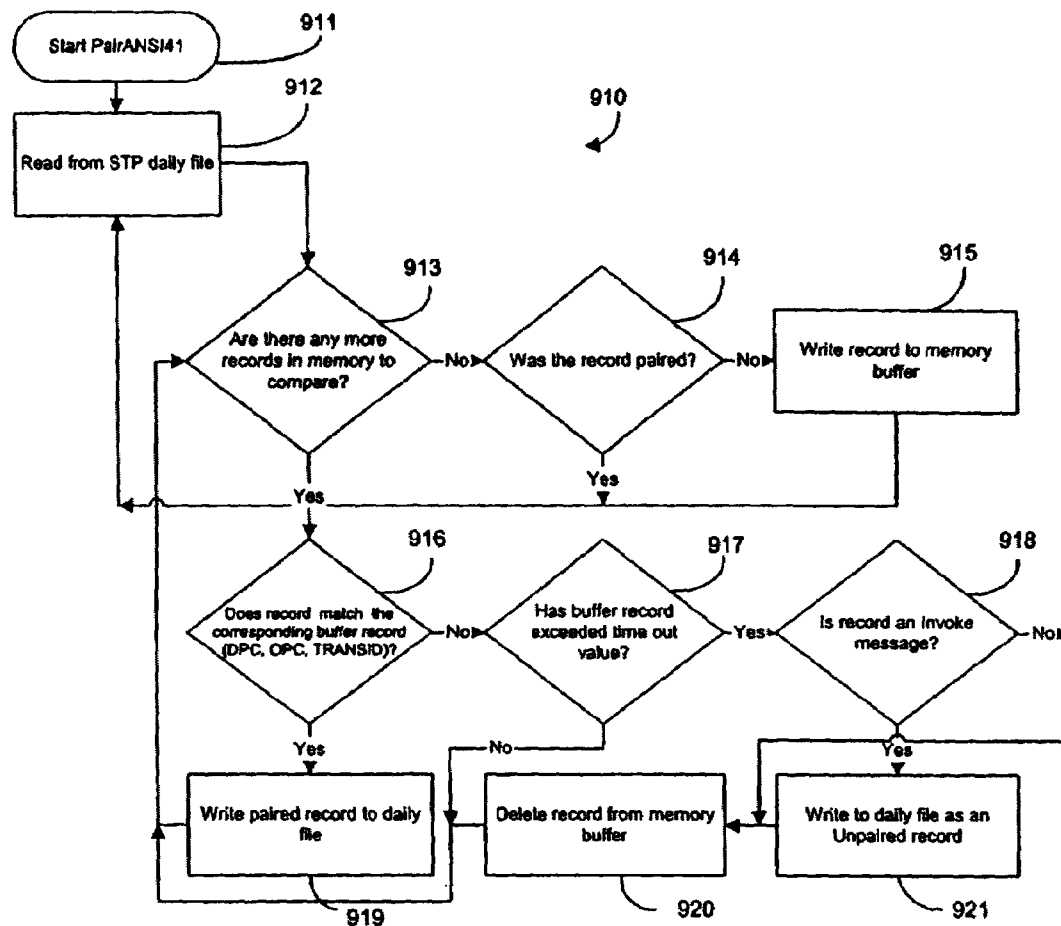 Start PairANSI41
911
912
Read from STP daily file
910
913
Are there any more
records in memory to
compare?
No
914
Was the record paired?
No
915
Write record to memory
buffer
Yes
Yes
916
Does record match the
corresponding buffer record
(DPC, OPC, TRANSID)?
No
917
Has buffer record
exceeded time out
value?
Yes
918
Is record an Invoke
message?
No
Yes
No
Yes
Write paired record to daily
file
919
Delete record from memory
buffer
920
Write to daily file as an
Unpaired record
921